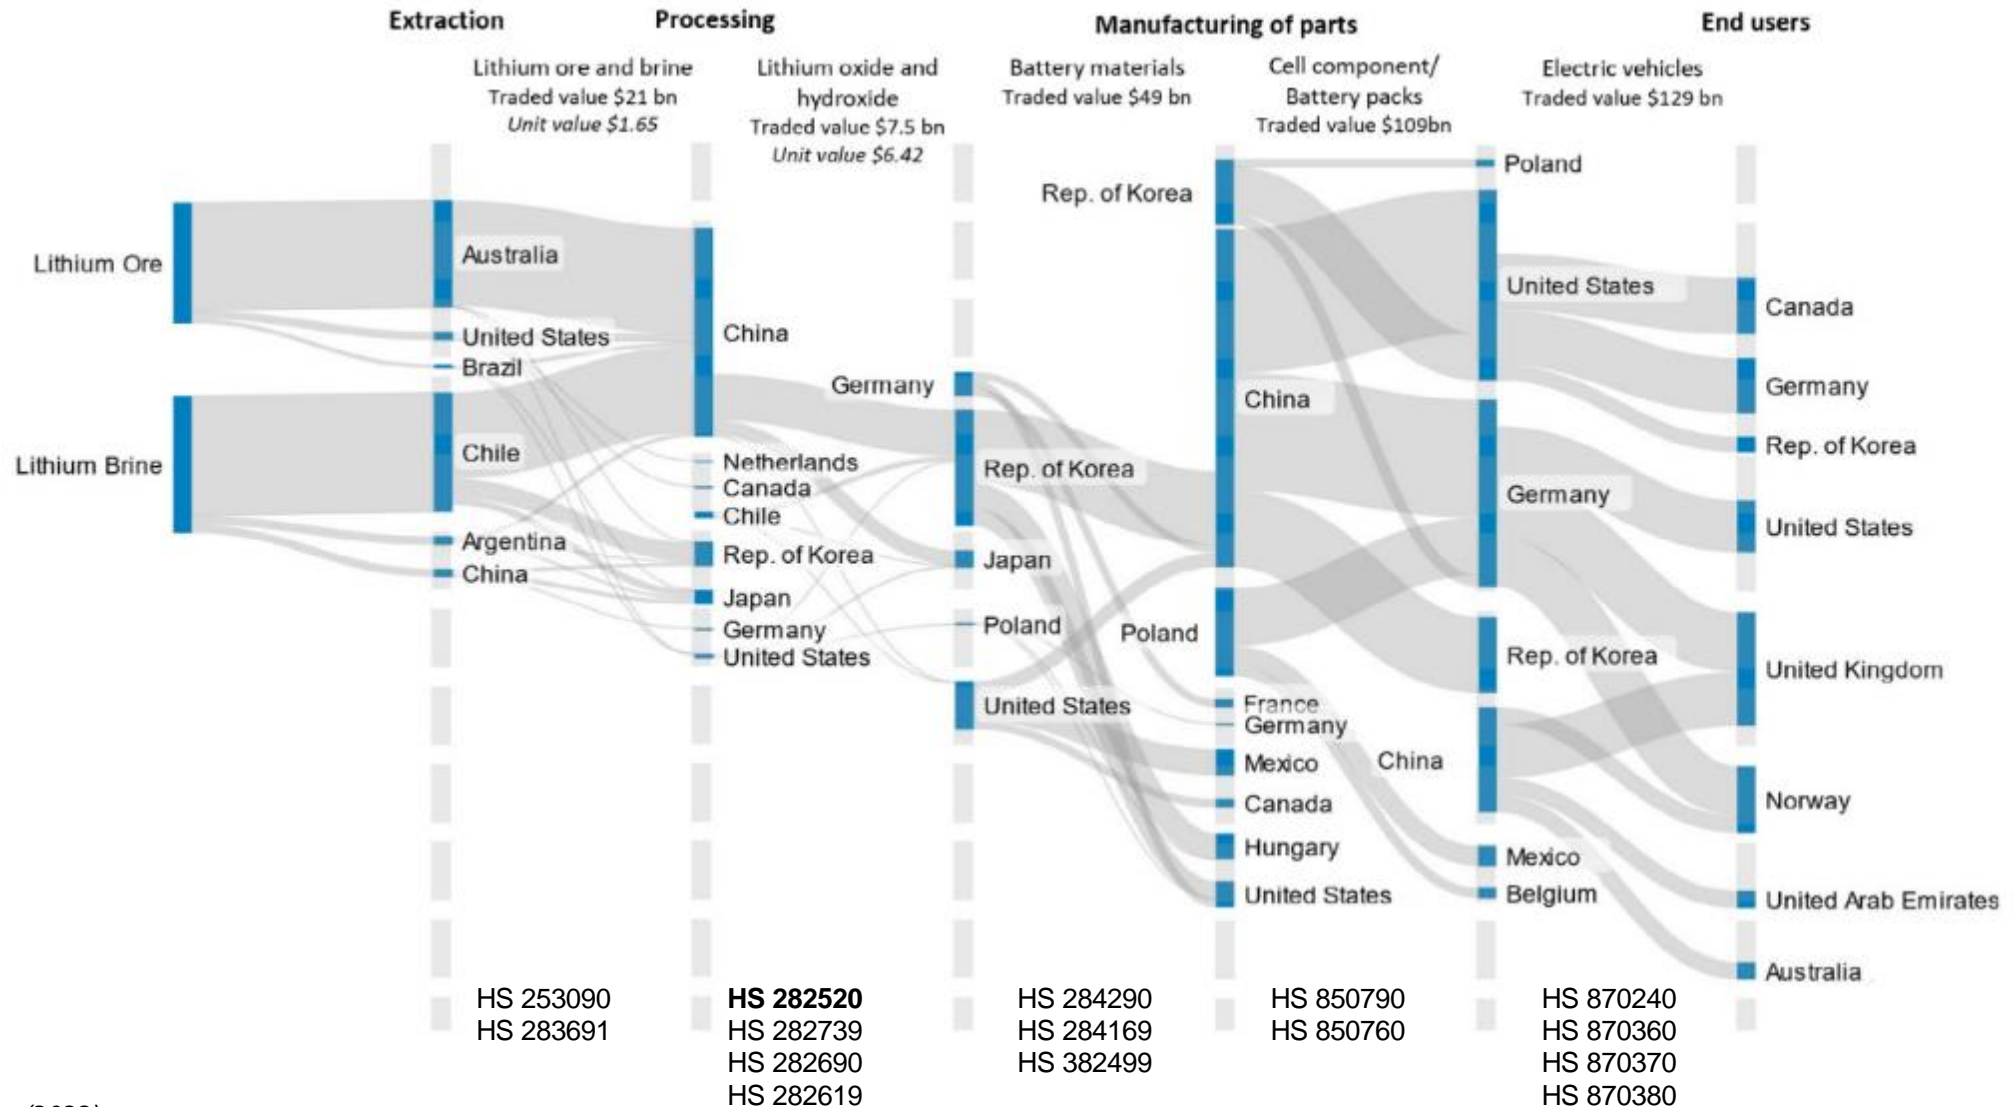 Extraction
Processing
Manufacturing of parts
End users
Lithium ore and brine
Traded value $21 bn
Unit value $1.65
Lithium oxide and
hydroxide
Traded value $7.5 bn
Unit value $6.42
Battery materials
Traded value $49 bn
Cell component/
Battery packs
Traded value $109bn
Electric vehicles
Traded value $129 bn
Lithium Ore
Lithium Brine
Australia
United States
Brazil
Chile
Argentina
China
China
Netherlands
Canada
Chile
Rep. of Korea
Japan
Germany
United States
Germany
Rep. of Korea
Japan
Poland
United States
Rep. of Korea
China
Poland
France
Germany
Mexico
Canada
Hungary
United States
Poland
United States
Germany
Rep. of Korea
China
Mexico
Belgium
Canada
Germany
Rep. of Korea
United States
United Kingdom
Norway
United Arab Emirates
Australia
HS 253090
HS 283691
HS 282520
HS 282739
HS 282690
HS 282619
HS 284290
HS 284169
HS 382499
HS 850790
HS 850760
HS 870240
HS 870360
HS 870370
HS 870380